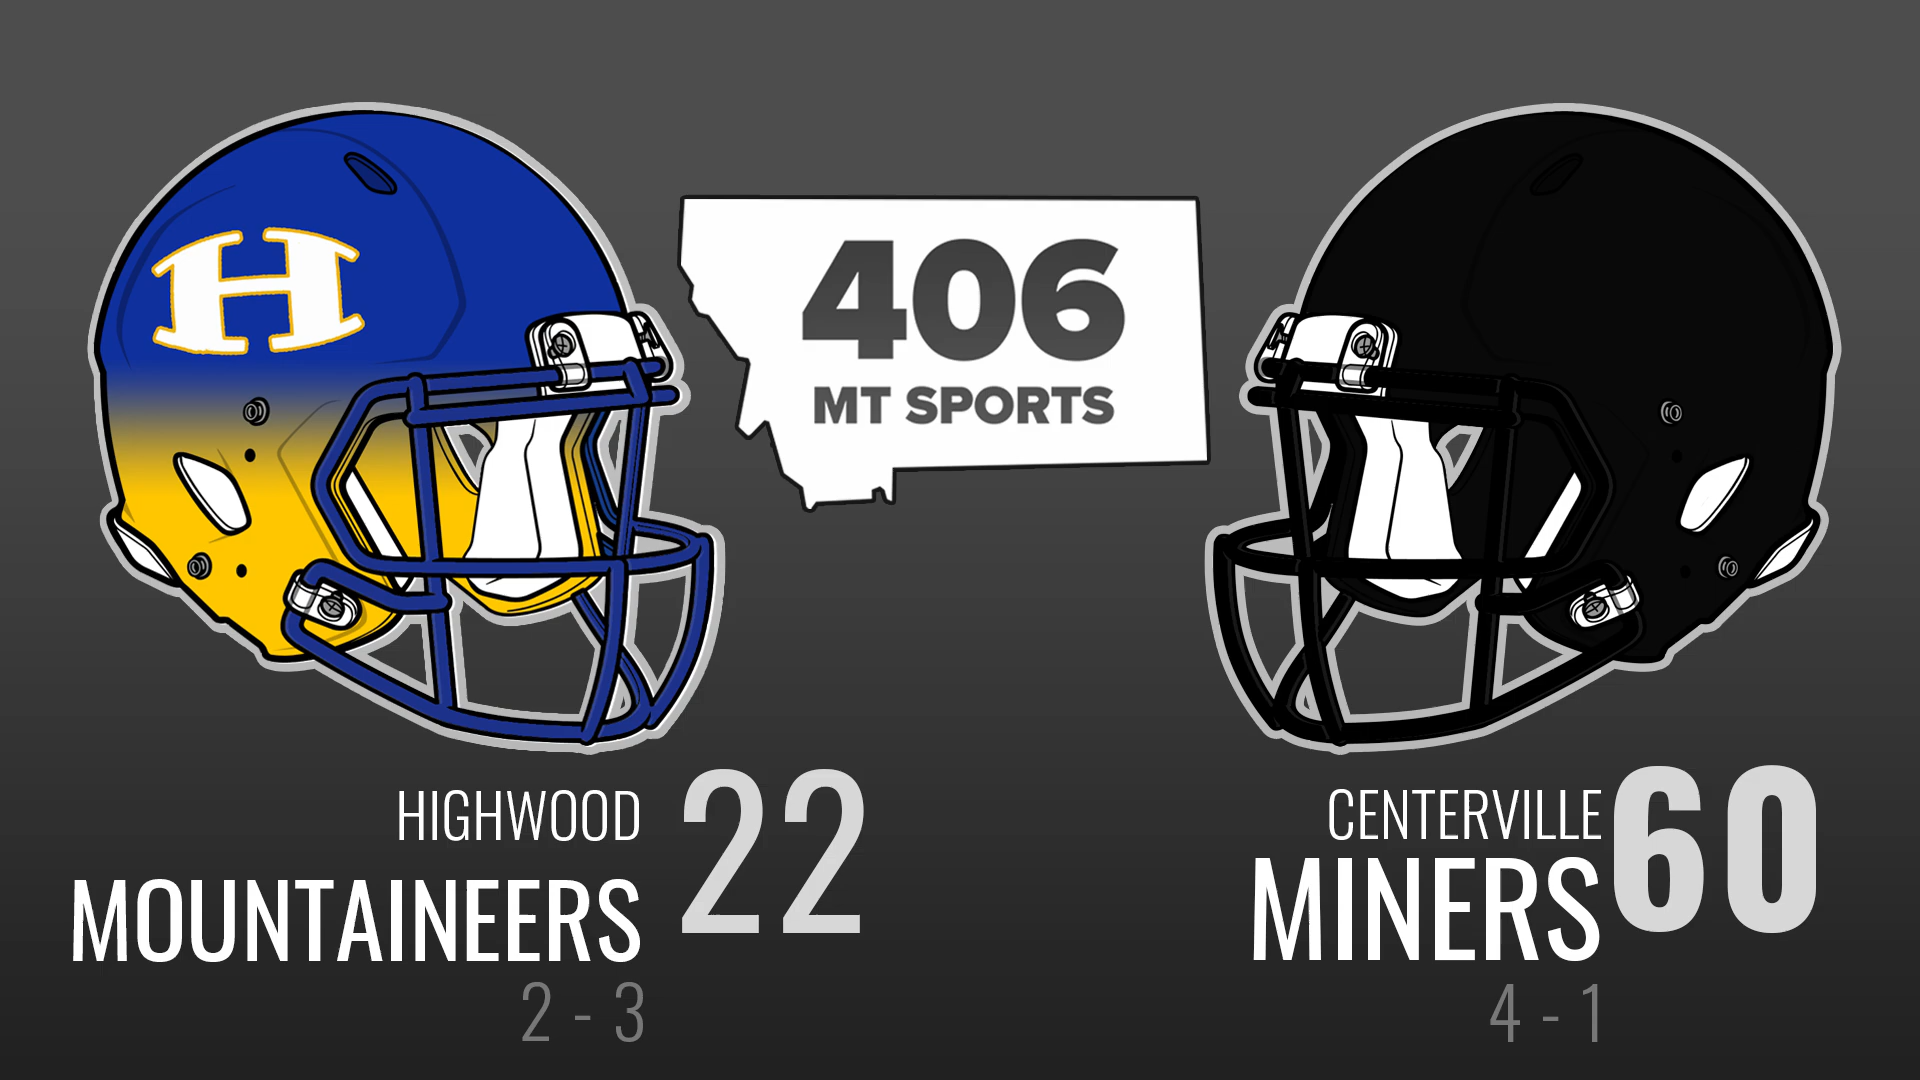 H
406
MT SPORTS
HIGHWOOD
MOUNTAINEERS
22
2 - 3
CENTERVILLE
MINERS
60
4 - 1